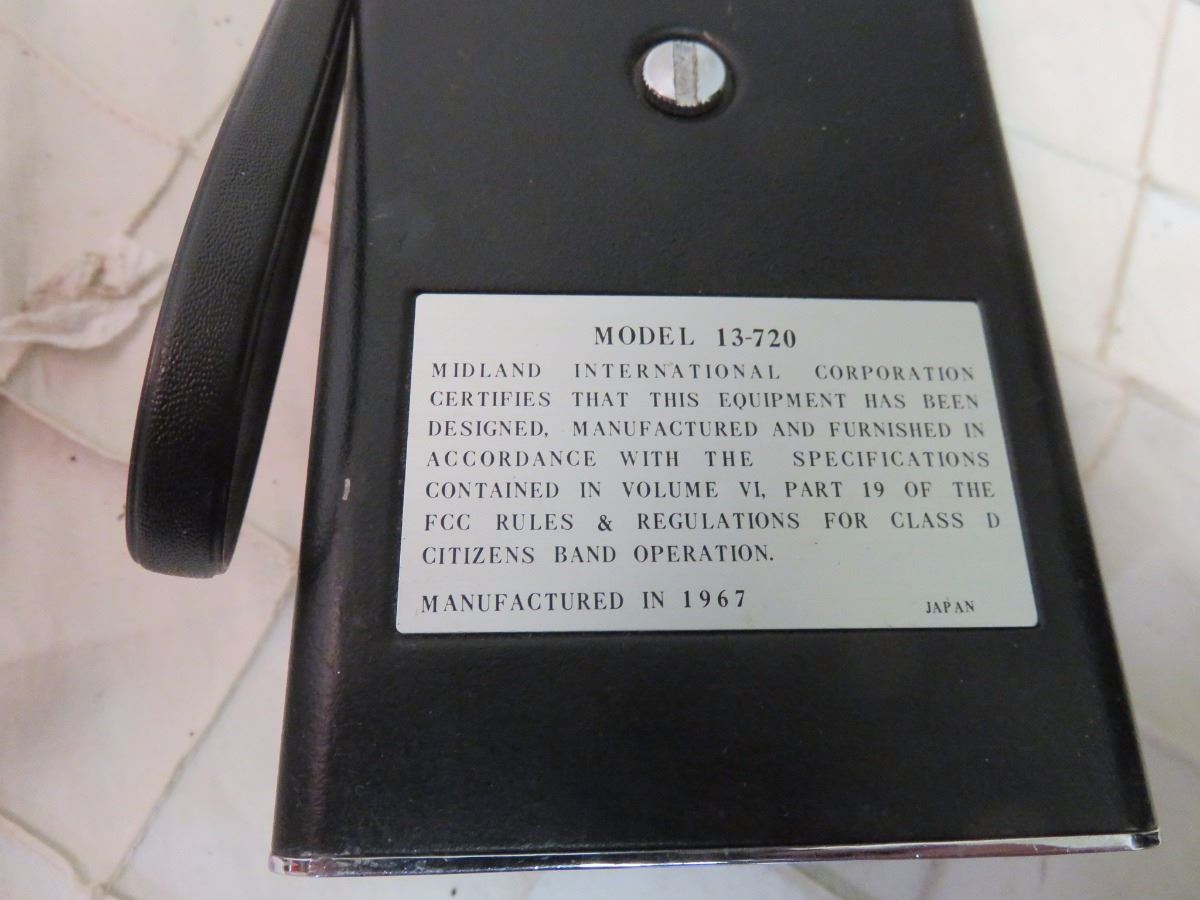 MODEL 13-720
MIDLAND INTERNATIONAL CORPORATION
CERTIFIES THAT THIS EQUIPMENT HAS BEEN
DESIGNED, MANUFACTURED AND FURNISHED IN
ACCORDANCE WITH THE SPECIFICATIONS
CONTAINED IN VOLUME VI, PART 19 OF THE
FCC RULES & REGULATIONS FOR CLASS D
CITIZENS BAND OPERATION.
MANUFACTURED IN 1967 JAPAN